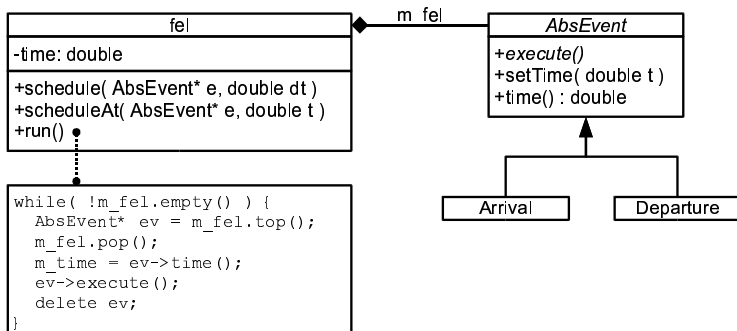 fel
-time: double
+schedule( AbsEvent* e, double dt )
+scheduleAt( AbsEvent* e, double t )
+run()
while( !m_fel.empty() ) {
AbsEvent* ev = m_fel.top();
m_fel.pop();
m_time = ev->time();
ev->execute();
delete ev;
}
m_fel
AbsEvent
+execute()
+setTime( double t )
+time() : double
Arrival
Departure